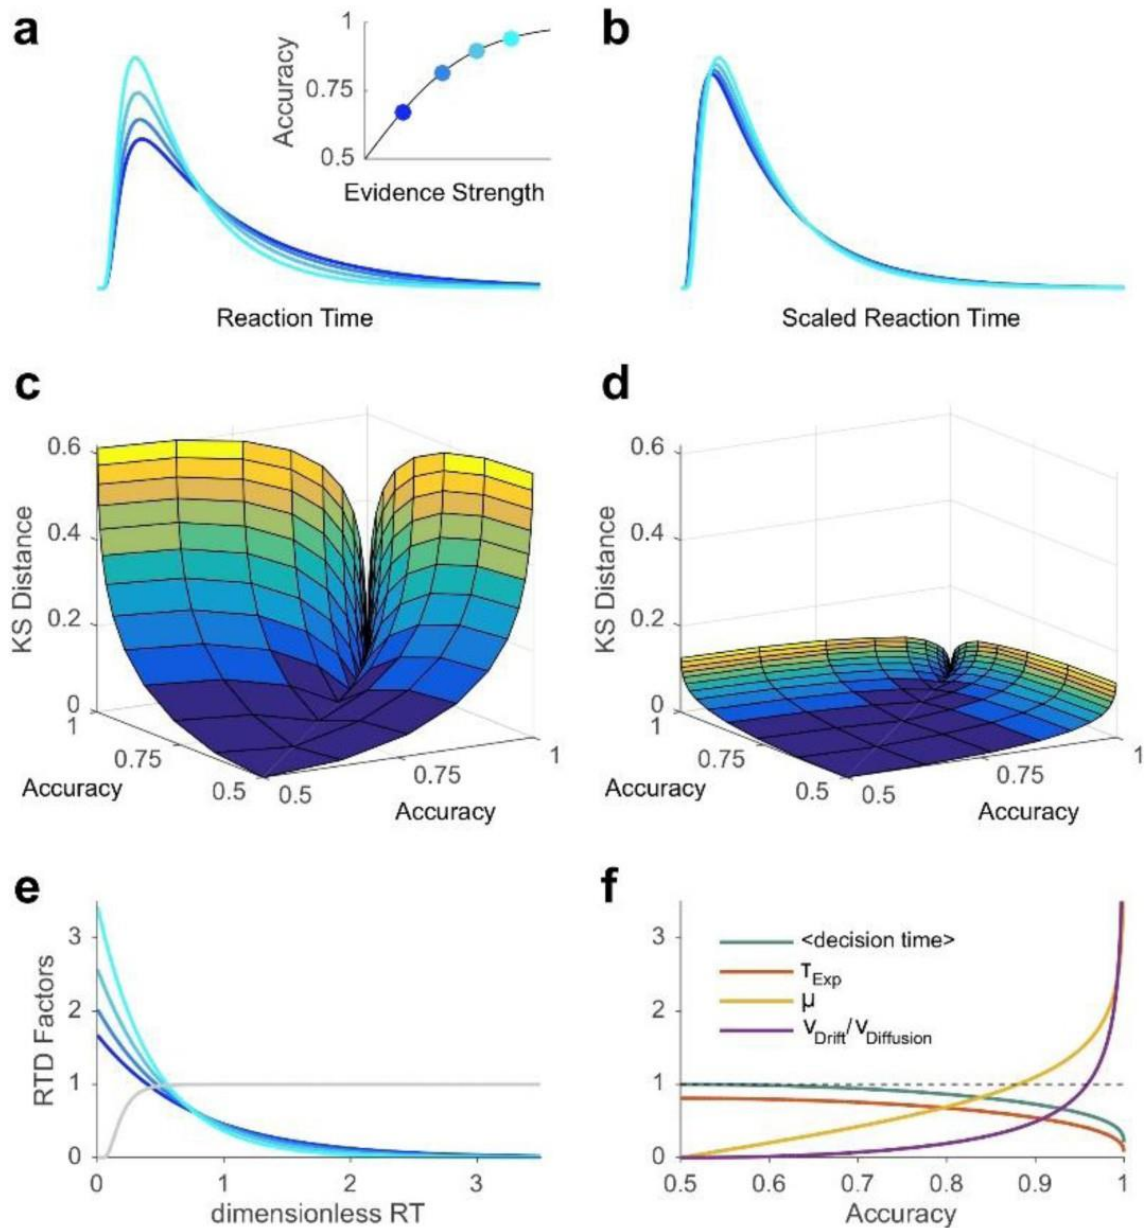 a
1
Accuracy
0.75
0.5
Evidence Strength
Reaction Time
b
Scaled Reaction Time
c
0.6
KS Distance
0.4
0.2
0
1
0.75
Accuracy
0.5
0.5
0.75
1
Accuracy
d
0.6
KS Distance
0.4
0.2
0
1
0.75
Accuracy
0.5
0.5
0.75
1
Accuracy
e
3
RTD Factors
2
1
0
0
1
2
3
dimensionless RT
f
3
<decision time>
τExp
μ
vDrift/vDiffusion
2
1
0
0.5
0.6
0.7
0.8
0.9
1
Accuracy